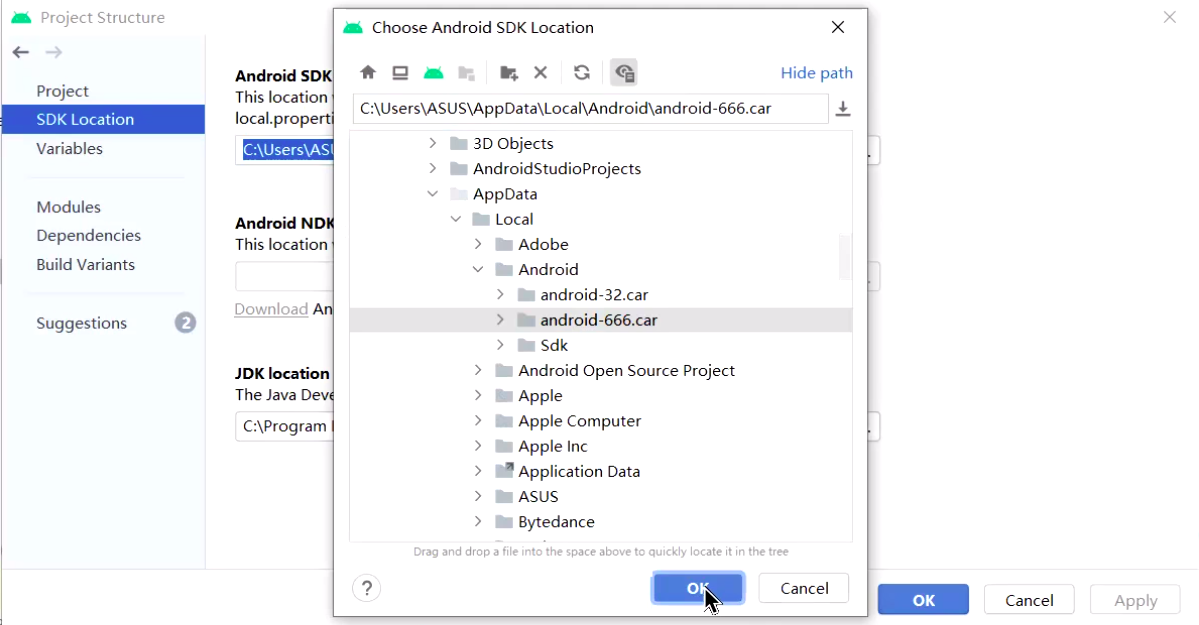 Project Structure
Project
SDK Location
Variables
Modules
Dependencies
Build Variants
Suggestions
2
Android SDK
This location
local.properti
C:\Users\ASU
Android NDK
This location
Download An
JDK location
The Java Deve
C:\Program
Choose Android SDK Location
Hide path
C:\Users\ASUS\AppData\Local\Android\android-666.car
3D Objects
AndroidStudioProjects
AppData
Local
Adobe
Android
android-32.car
android-666.car
Sdk
Android Open Source Project
Apple
Apple Computer
Apple Inc
Application Data
ASUS
Bytedance
Drag and drop a file into the space above to quickly locate it in the tree
?
OK
Cancel
OK
Cancel
Apply